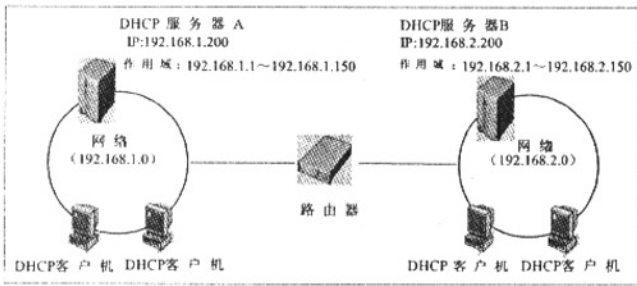 DHCP 服务器 A
IP:192.168.1.200
作用域：192.168.1.1～192.168.1.150
DHCP服务器B
IP:192.168.2.200
作用域：192.168.2.1～192.168.2.150
网络
（192.168.1.0）
网络
（192.168.2.0）
路由器
DHCP客户机
DHCP客户机
DHCP 客户机
DHCP客户机